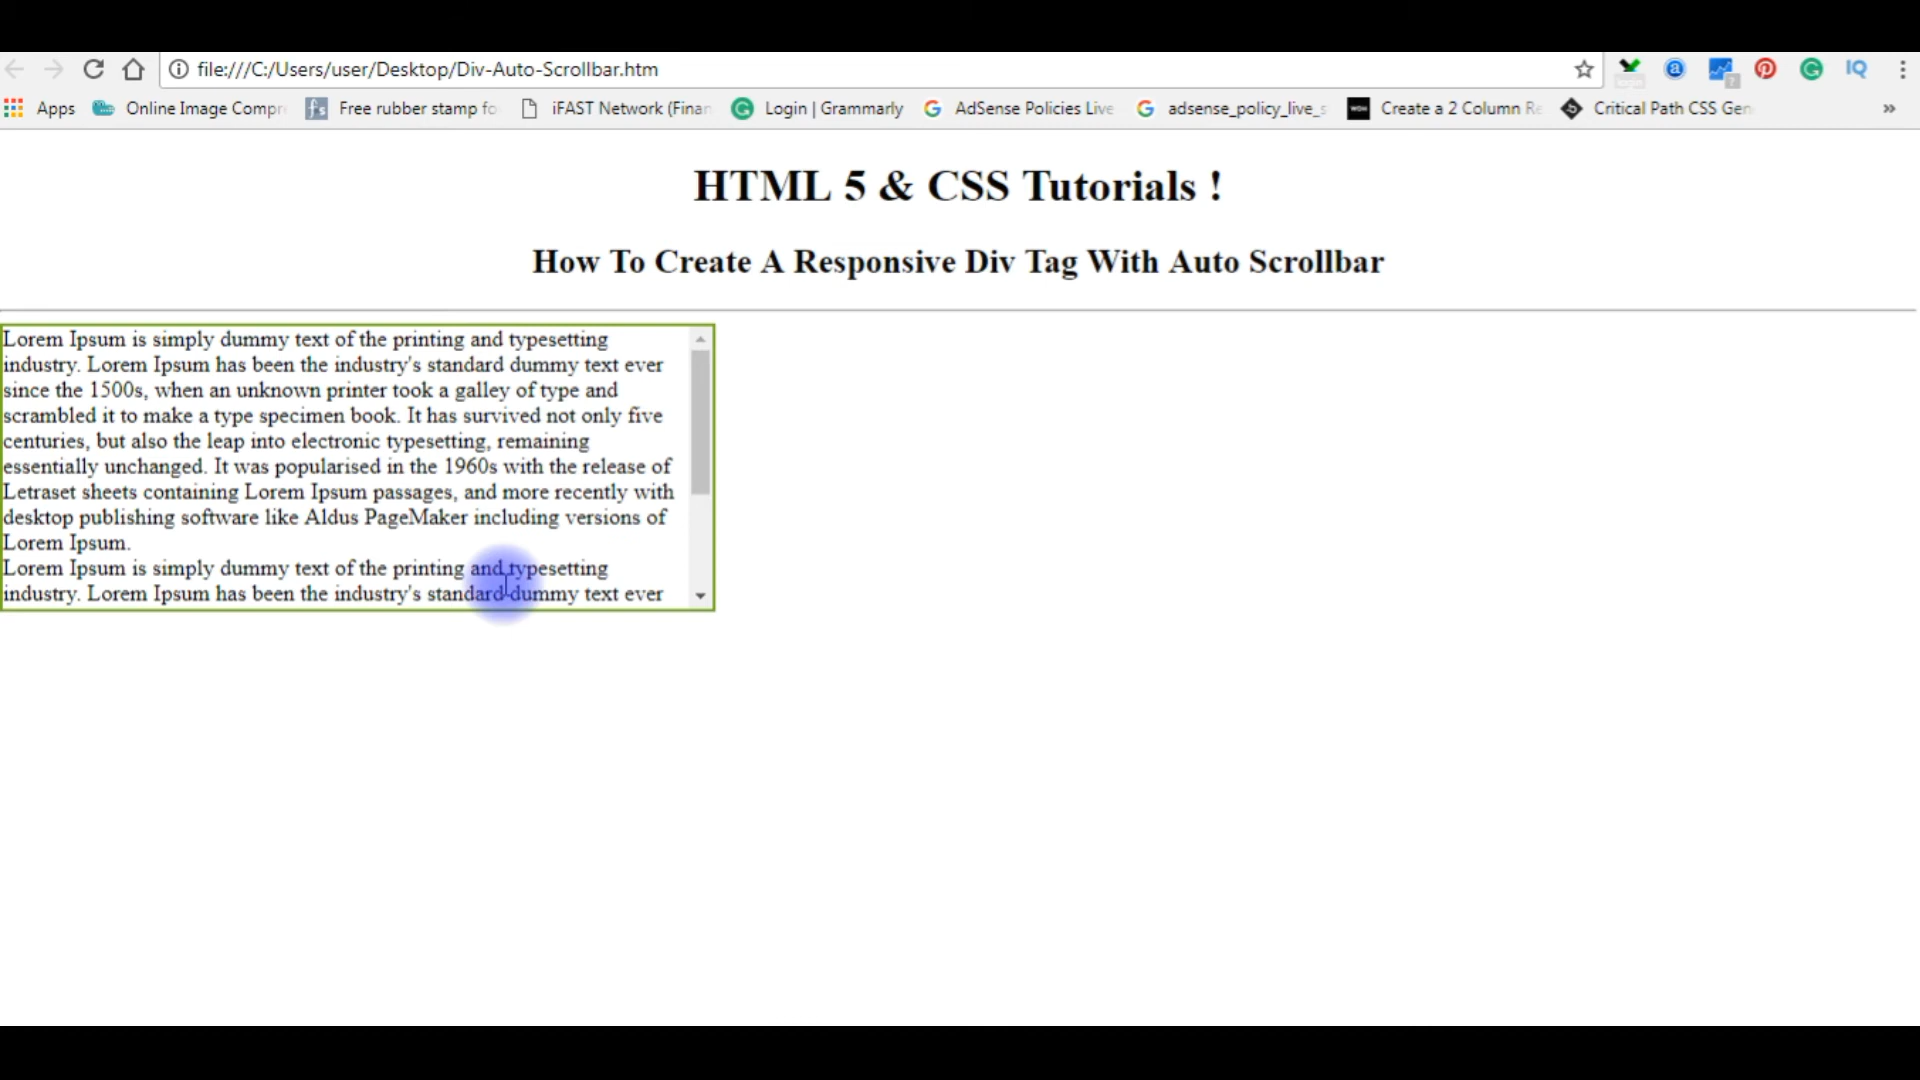 file:///C:/Users/user/Desktop/Div-Auto-Scrollbar.htm
Apps Online Image Compr Free rubber stamp fo iFAST Network (Finan Login | Grammarly AdSense Policies Live adsense_policy_live_s Create a 2 Column Re Critical Path CSS Gen »
HTML 5 & CSS Tutorials !
How To Create A Responsive Div Tag With Auto Scrollbar
Lorem Ipsum is simply dummy text of the printing and typesetting
industry. Lorem Ipsum has been the industry's standard dummy text ever
since the 1500s, when an unknown printer took a galley of type and
scrambled it to make a type specimen book. It has survived not only five
centuries, but also the leap into electronic typesetting, remaining
essentially unchanged. It was popularised in the 1960s with the release of
Letraset sheets containing Lorem Ipsum passages, and more recently with
desktop publishing software like Aldus PageMaker including versions of
Lorem Ipsum.
Lorem Ipsum is simply dummy text of the printing and typesetting
industry. Lorem Ipsum has been the industry's standard dummy text ever